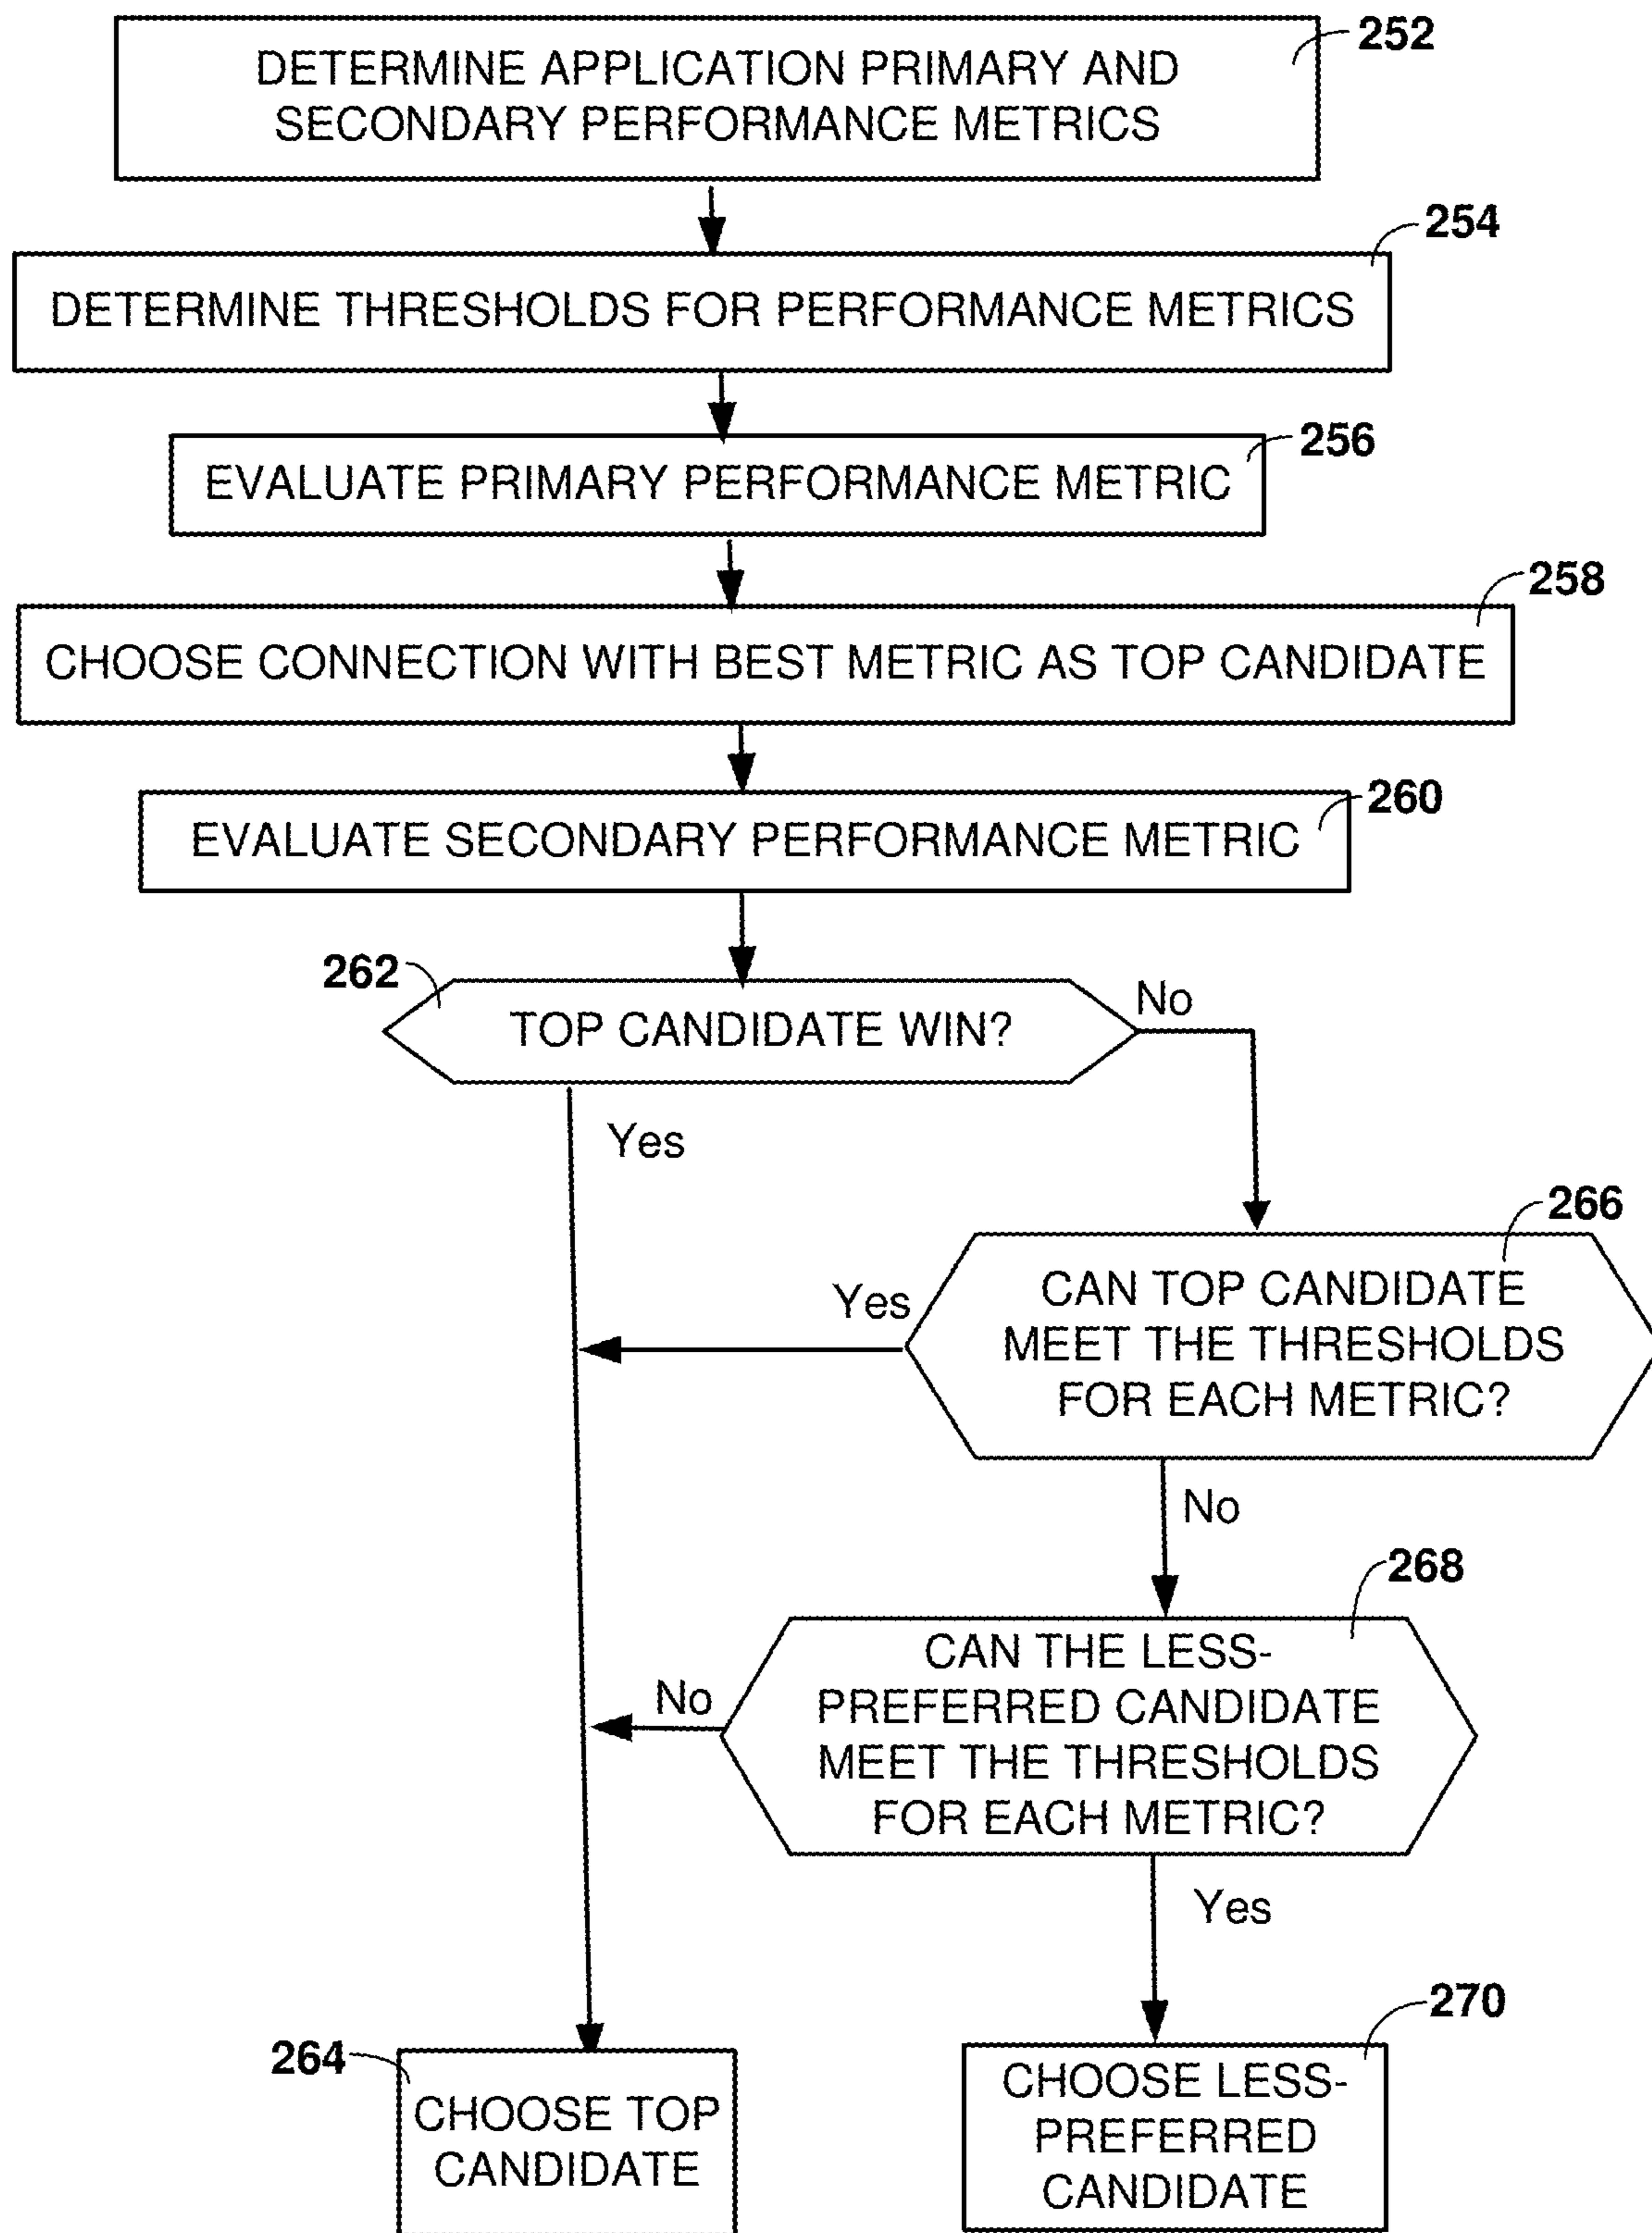 252
DETERMINE APPLICATION PRIMARY AND
SECONDARY PERFORMANCE METRICS
254
DETERMINE THRESHOLDS FOR PERFORMANCE METRICS
256
EVALUATE PRIMARY PERFORMANCE METRIC
258
CHOOSE CONNECTION WITH BEST METRIC AS TOP CANDIDATE
260
EVALUATE SECONDARY PERFORMANCE METRIC
262
TOP CANDIDATE WIN?
No
Yes
266
CAN TOP CANDIDATE
MEET THE THRESHOLDS
FOR EACH METRIC?
Yes
No
268
CAN THE LESS-
PREFERRED CANDIDATE
MEET THE THRESHOLDS
FOR EACH METRIC?
No
Yes
264
CHOOSE TOP
CANDIDATE
270
CHOOSE LESS-
PREFERRED
CANDIDATE